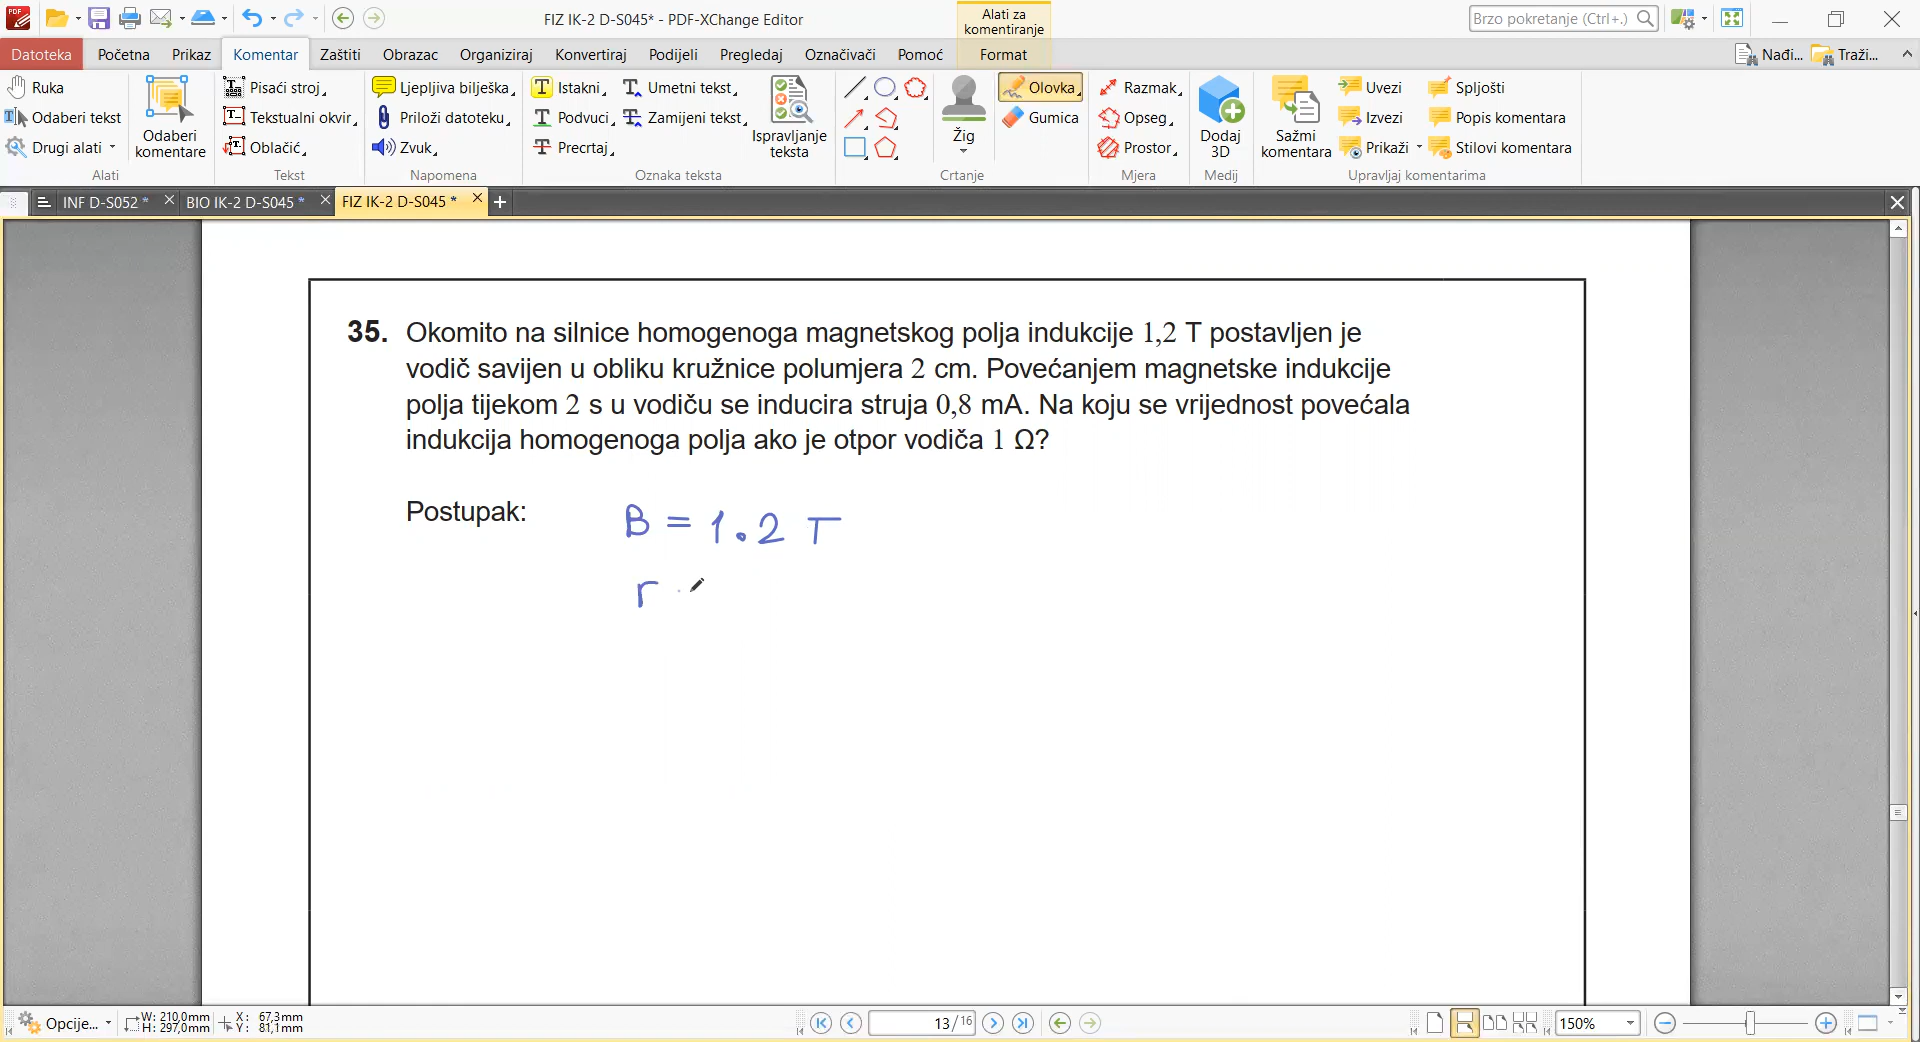 FIZ IK-2 D-S045* - PDF-XChange Editor
Alati za komentiranje
Brzo pokretanje (Ctrl+.)
Datoteka Početna Prikaz Komentar Zaštiti Obrazac Organiziraj Konvertiraj Podijeli Pregledaj Označivači Pomoć Format Nađi... Traži...
Ruka
Odaberi tekst
Drugi alati
Odaberi komentare
Alati
Pisaći stroj
Tekstualni okvir
Oblačić
Tekst
Ljepljiva bilješka
Priloži datoteku
Zvuk
Napomena
Istakni
Podvuci
Precrtaj
Umetni tekst
Zamijeni tekst
Ispravljanje teksta
Oznaka teksta
Žig
Crtanje
Olovka
Gumica
Razmak
Opseg
Prostor
Mjera
Dodaj 3D
Medij
Sažmi komentara
Uvezi
Izvezi
Prikaži
Spljošti
Popis komentara
Stilovi komentara
Upravljaj komentarima
INF D-S052 * BIO IK-2 D-S045 * FIZ IK-2 D-S045 *
35. Okomito na silnice homogenoga magnetskog polja indukcije 1,2 T postavljen je
vodič savijen u obliku kružnice polumjera 2 cm. Povećanjem magnetske indukcije
polja tijekom 2 s u vodiču se inducira struja 0,8 mA. Na koju se vrijednost povećala
indukcija homogenoga polja ako je otpor vodiča 1 Ω?
Postupak: B = 1.2 T
r
Opcije... W: 210,0mm X: 67,3mm
H: 297,0mm Y: 81,1mm
13/16
150%